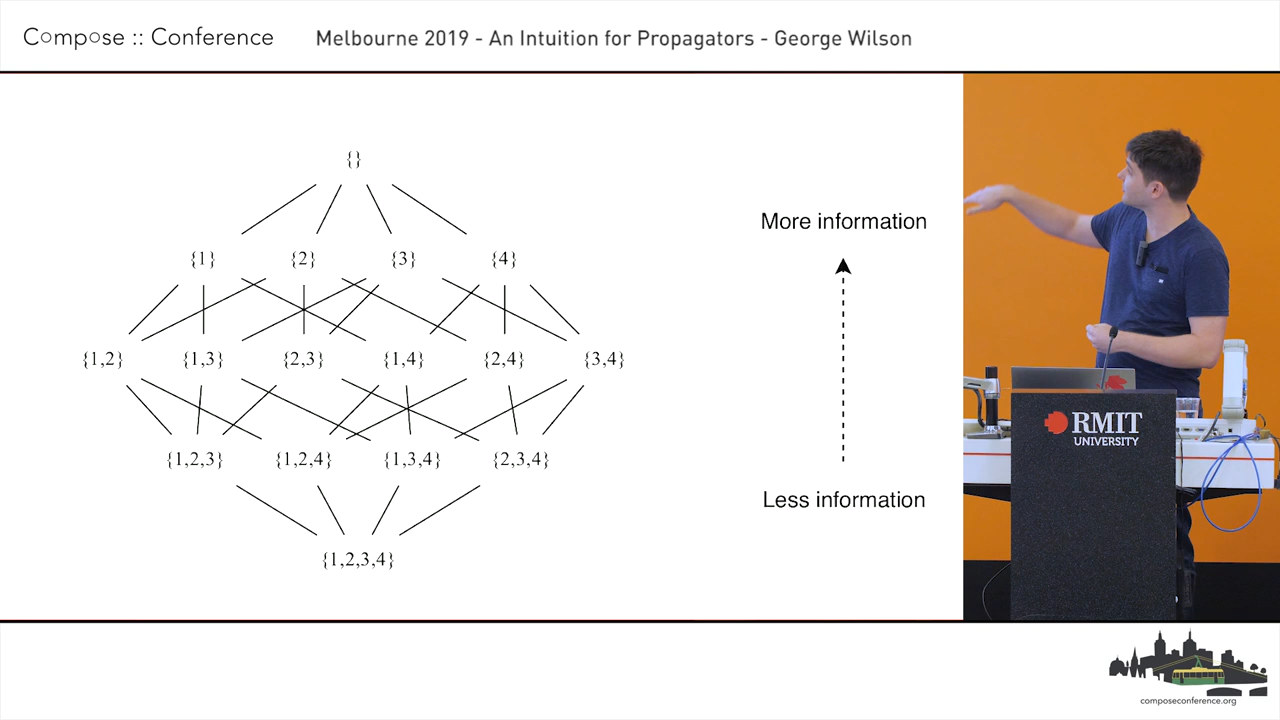 Compose :: Conference
Melbourne 2019 - An Intuition for Propagators - George Wilson
{}
{1} {2} {3} {4}
{1,2} {1,3} {2,3} {1,4} {2,4} {3,4}
{1,2,3} {1,2,4} {1,3,4} {2,3,4}
{1,2,3,4}
More information
Less information
RMIT
UNIVERSITY
composeconference.org